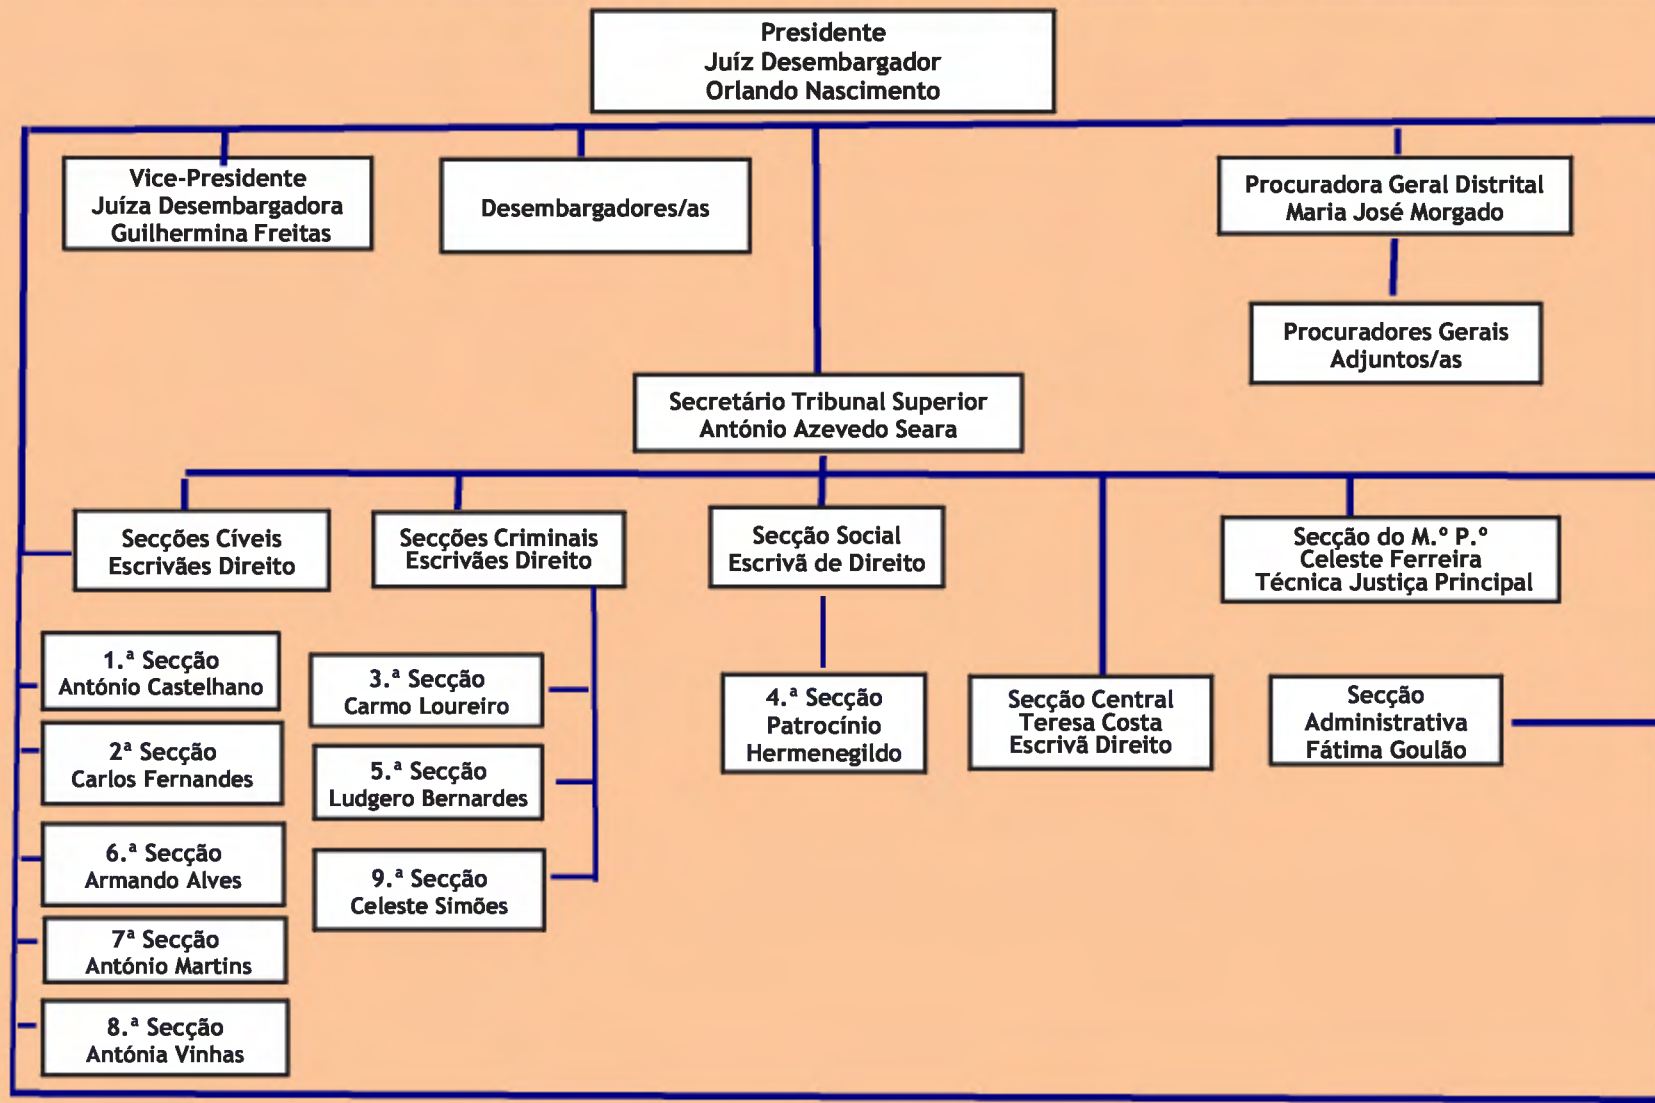 Presidente
Juíz Desembargador
Orlando Nascimento
Vice-Presidente
Juíza Desembargadora
Guilhermina Freitas
Desembargadores/as
Procuradora Geral Distrital
Maria José Morgado
Procuradores Gerais
Adjuntos/as
Secretário Tribunal Superior
António Azevedo Seara
Secções Cíveis
Escrivães Direito
Secções Criminais
Escrivães Direito
Secção Social
Escrivã de Direito
Secção do M.º P.º
Celeste Ferreira
Técnica Justiça Principal
1.ª Secção
António Castelhano
2ª Secção
Carlos Fernandes
6.ª Secção
Armando Alves
7ª Secção
António Martins
8.ª Secção
Antónia Vinhas
3.ª Secção
Carmo Loureiro
5.ª Secção
Ludgero Bernardes
9.ª Secção
Celeste Simões
4.ª Secção
Patrocínio
Hermenegildo
Secção Central
Teresa Costa
Escrivã Direito
Secção
Administrativa
Fátima Goulão